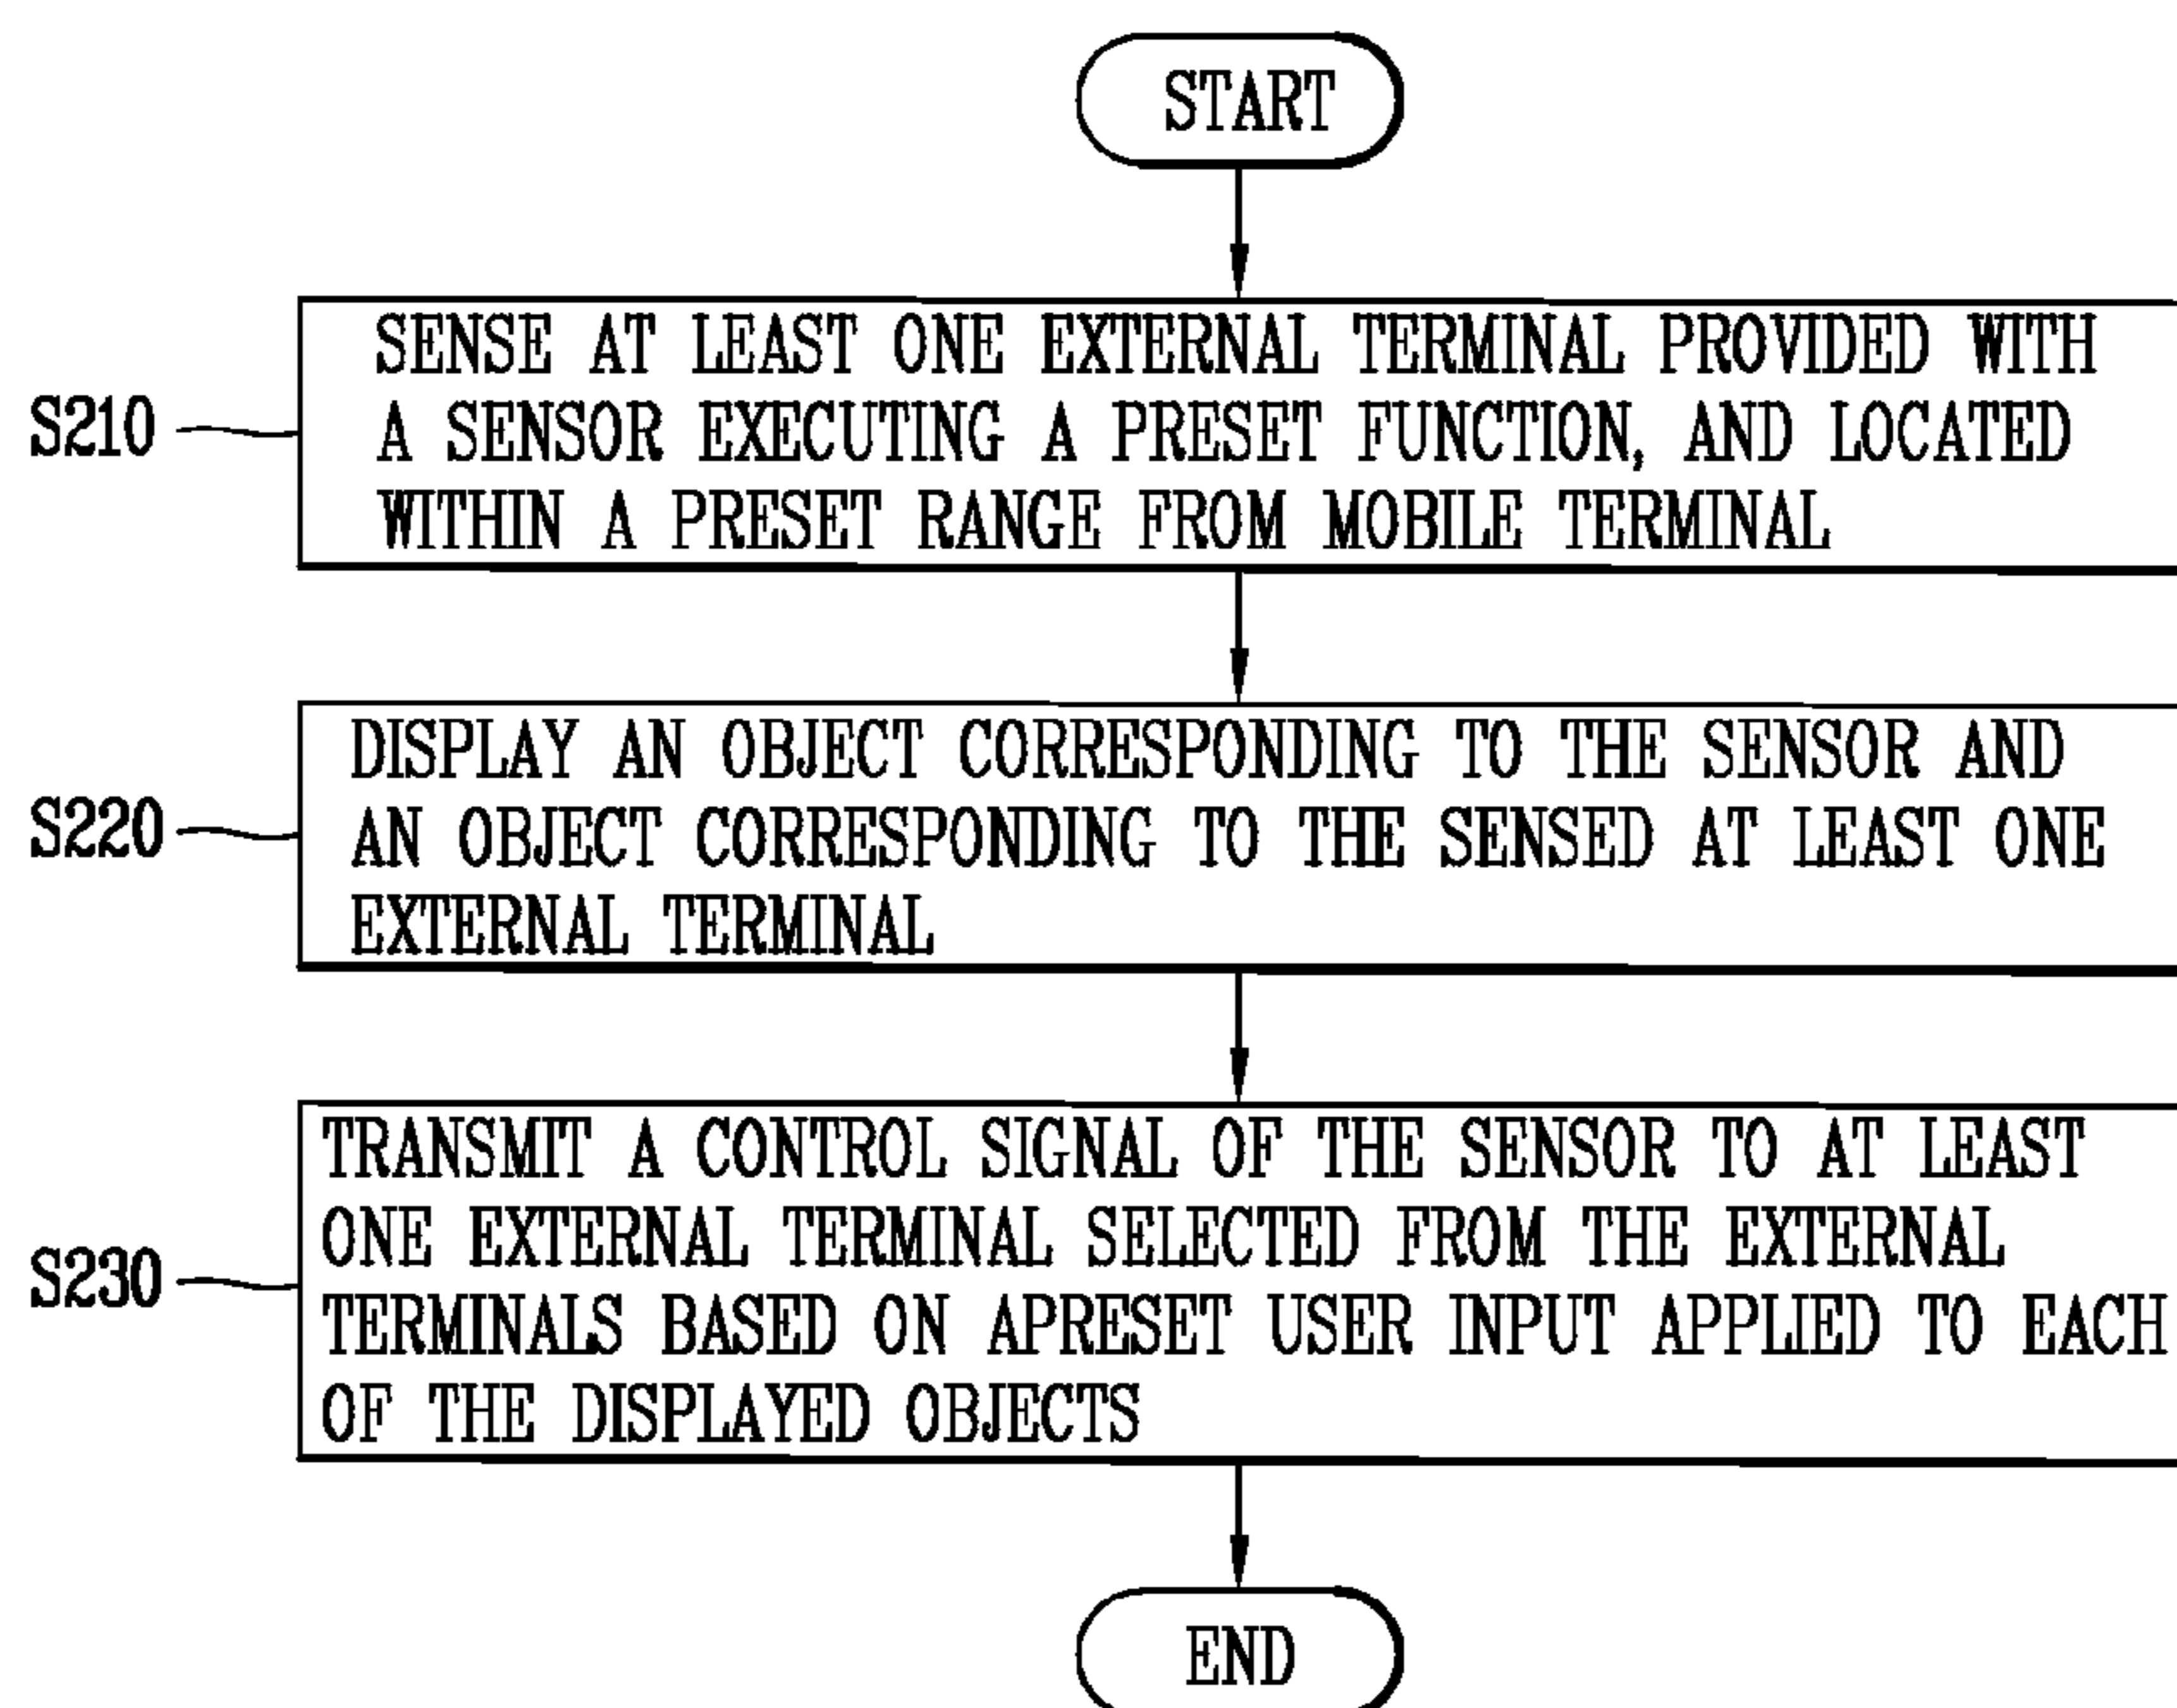 START
S210
SENSE AT LEAST ONE EXTERNAL TERMINAL PROVIDED WITH
A SENSOR EXECUTING A PRESET FUNCTION, AND LOCATED
WITHIN A PRESET RANGE FROM MOBILE TERMINAL
S220
DISPLAY AN OBJECT CORRESPONDING TO THE SENSOR AND
AN OBJECT CORRESPONDING TO THE SENSED AT LEAST ONE
EXTERNAL TERMINAL
S230
TRANSMIT A CONTROL SIGNAL OF THE SENSOR TO AT LEAST
ONE EXTERNAL TERMINAL SELECTED FROM THE EXTERNAL
TERMINALS BASED ON APRESET USER INPUT APPLIED TO EACH
OF THE DISPLAYED OBJECTS
END